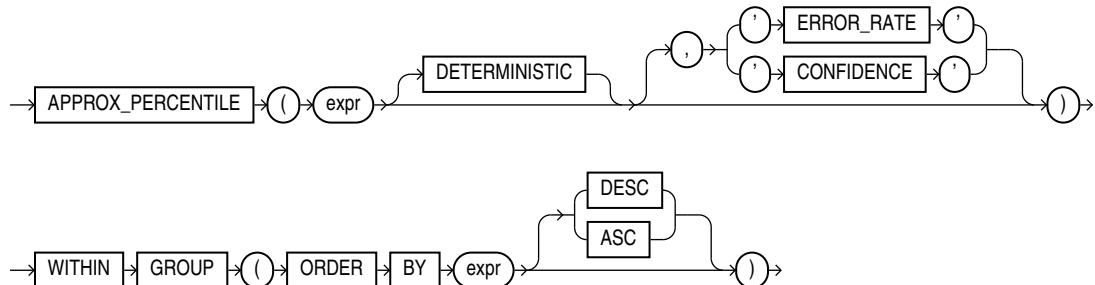 ' ERROR_RATE '
DETERMINISTIC , ' CONFIDENCE '
APPROX_PERCENTILE ( expr )
DESC
ASC
WITHIN GROUP ( ORDER BY expr )